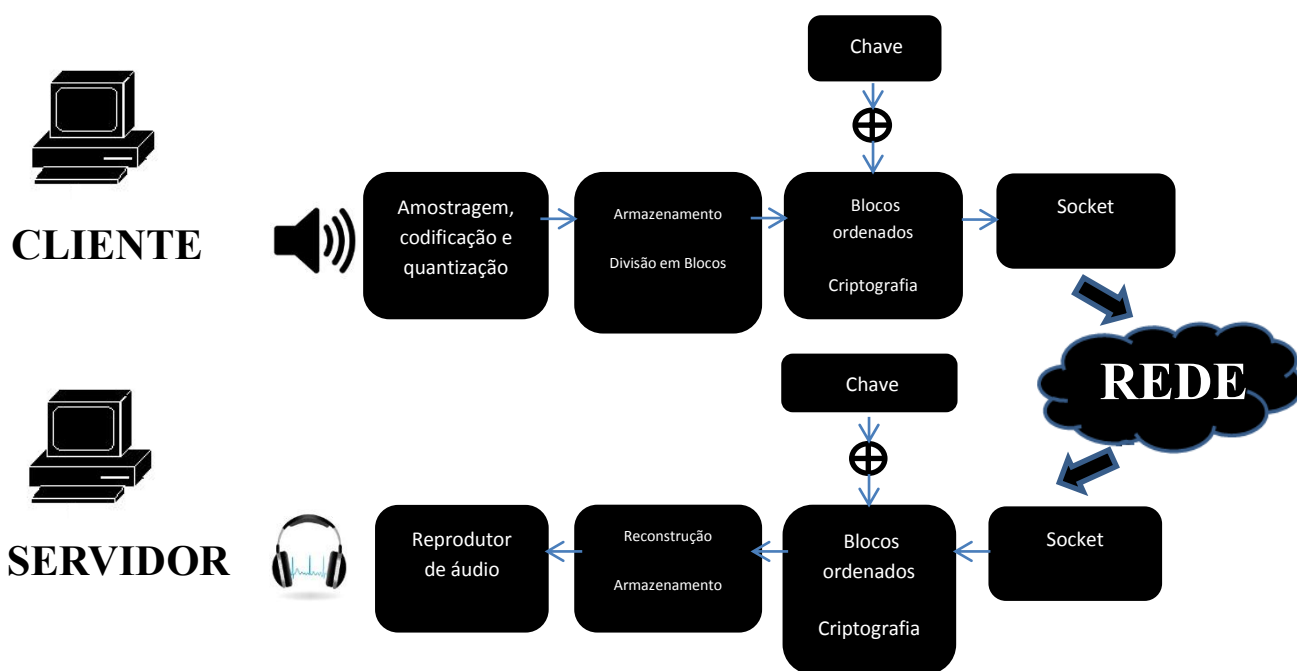 Chave
CLIENTE
Amostragem,
codificação e
quantização
Armazenamento
Divisão em Blocos
Blocos
ordenados
Criptografia
Socket
REDE
Chave
SERVIDOR
Reprodutor
de áudio
Reconstrução
Armazenamento
Blocos
ordenados
Criptografia
Socket